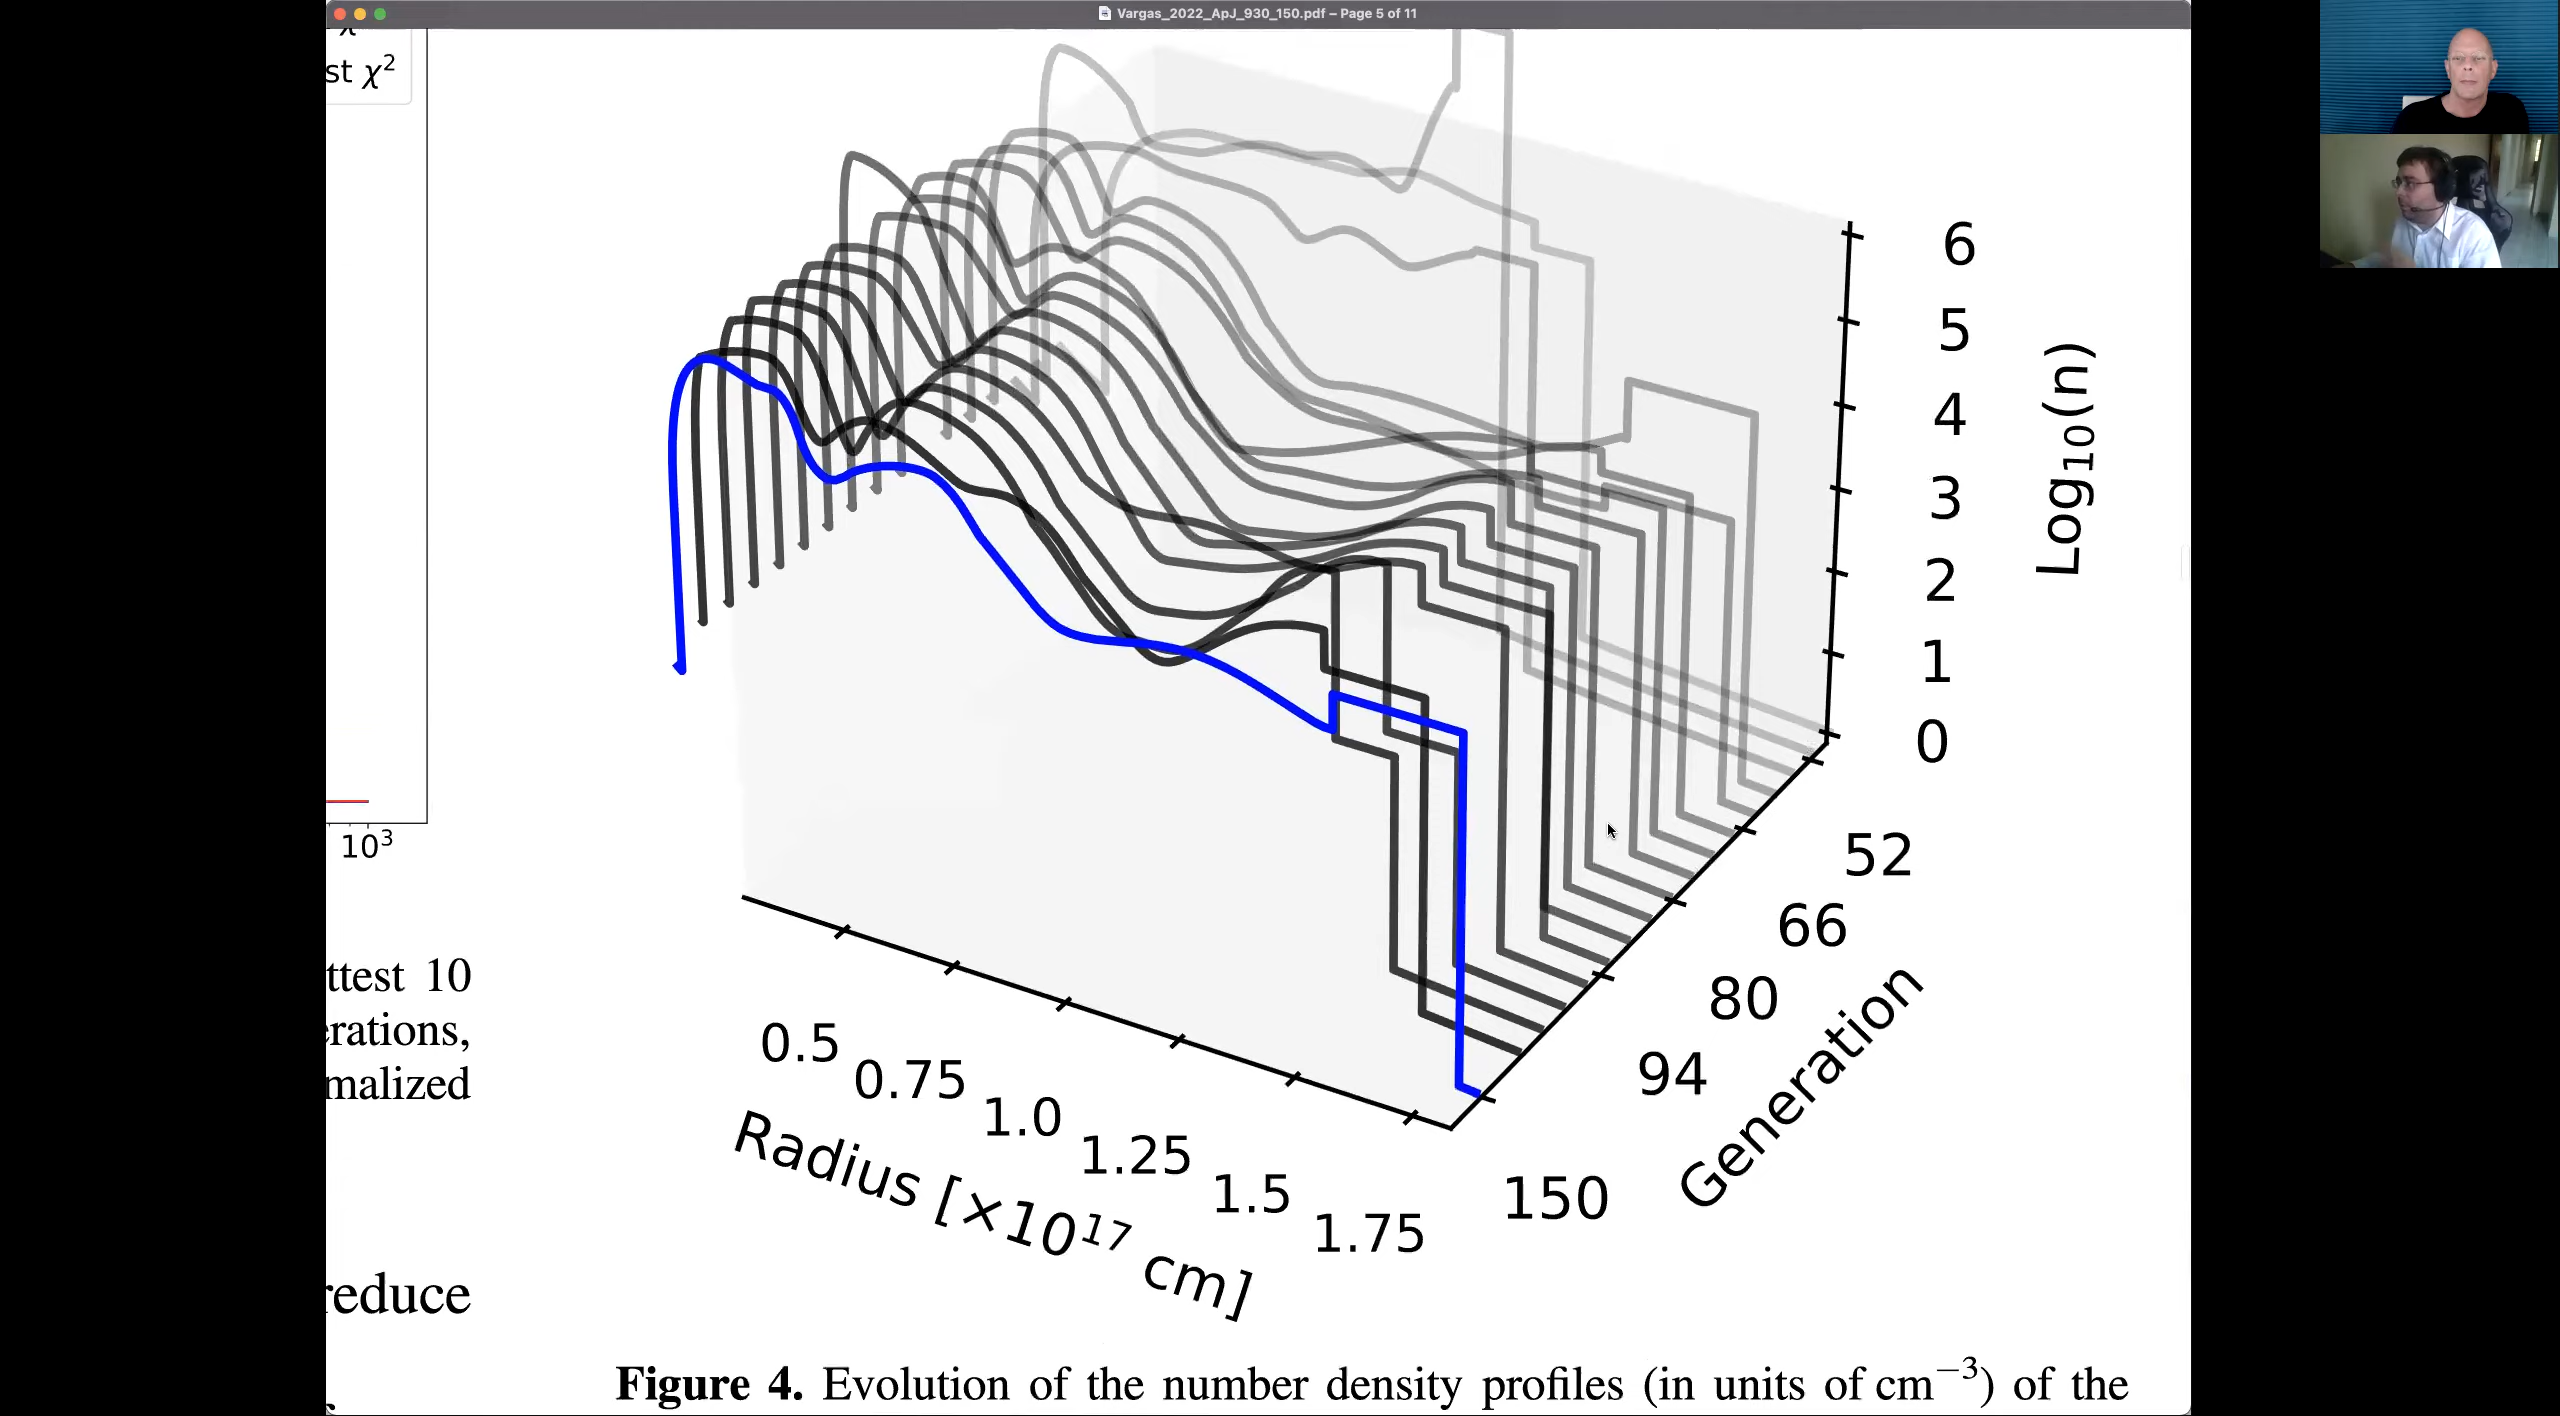 Vargas_2022_ApJ_930_150.pdf – Page 5 of 11
st χ²
10³
ttest 10
erations,
malized
reduce
6
5
4
3
2
1
0
Log₁₀(n)
52
66
80
94
150
Generation
0.5
0.75
1.0
1.25
1.5
1.75
Radius [×10¹⁷ cm]
Figure 4. Evolution of the number density profiles (in units of cm⁻³) of the